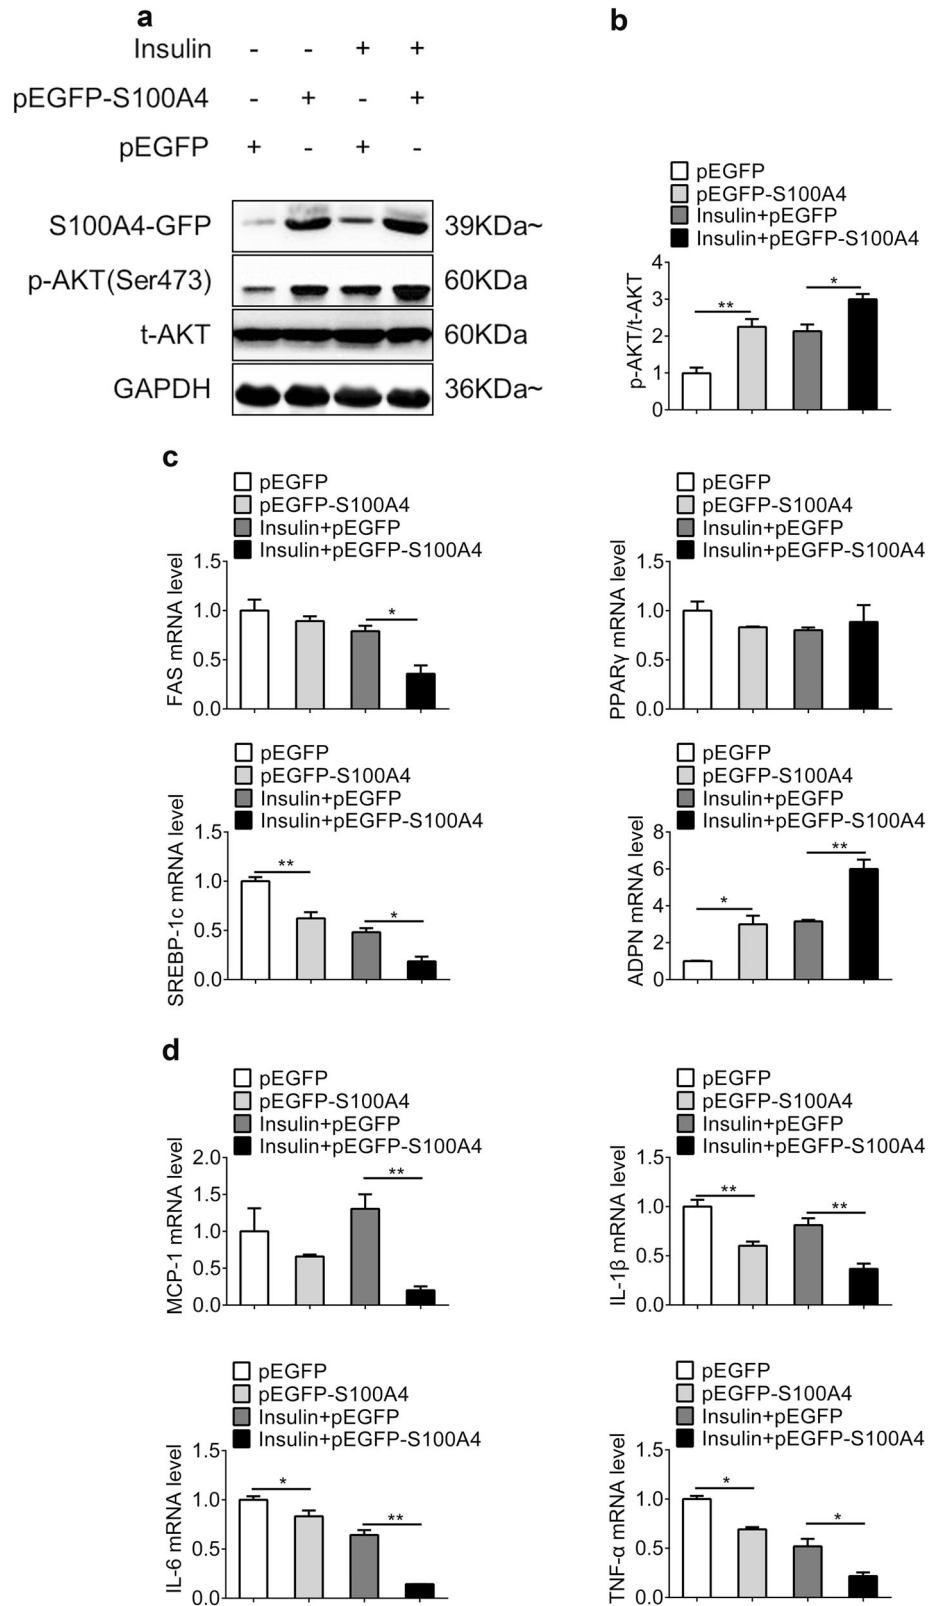 a
Insulin - - + +
pEGFP-S100A4 - + - +
pEGFP + - + -
S100A4-GFP 39KDa~
p-AKT(Ser473) 60KDa
t-AKT 60KDa
GAPDH 36KDa~
b
pEGFP
pEGFP-S100A4
Insulin+pEGFP
Insulin+pEGFP-S100A4
p-AKT/t-AKT
4
3
2
1
0
** *
c
pEGFP
pEGFP-S100A4
Insulin+pEGFP
Insulin+pEGFP-S100A4
FAS mRNA level
1.5
1.0
0.5
0.0
*
pEGFP
pEGFP-S100A4
Insulin+pEGFP
Insulin+pEGFP-S100A4
PPARγ mRNA level
1.5
1.0
0.5
0.0
pEGFP
pEGFP-S100A4
Insulin+pEGFP
Insulin+pEGFP-S100A4
SREBP-1c mRNA level
1.5
1.0
0.5
0.0
** *
pEGFP
pEGFP-S100A4
Insulin+pEGFP
Insulin+pEGFP-S100A4
ADPN mRNA level
8
6
4
2
0
* **
d
pEGFP
pEGFP-S100A4
Insulin+pEGFP
Insulin+pEGFP-S100A4
MCP-1 mRNA level
2.0
1.5
1.0
0.5
0.0
**
pEGFP
pEGFP-S100A4
Insulin+pEGFP
Insulin+pEGFP-S100A4
IL-1β mRNA level
1.5
1.0
0.5
0.0
** **
pEGFP
pEGFP-S100A4
Insulin+pEGFP
Insulin+pEGFP-S100A4
IL-6 mRNA level
1.5
1.0
0.5
0.0
* **
pEGFP
pEGFP-S100A4
Insulin+pEGFP
Insulin+pEGFP-S100A4
TNF-α mRNA level
1.5
1.0
0.5
0.0
* *